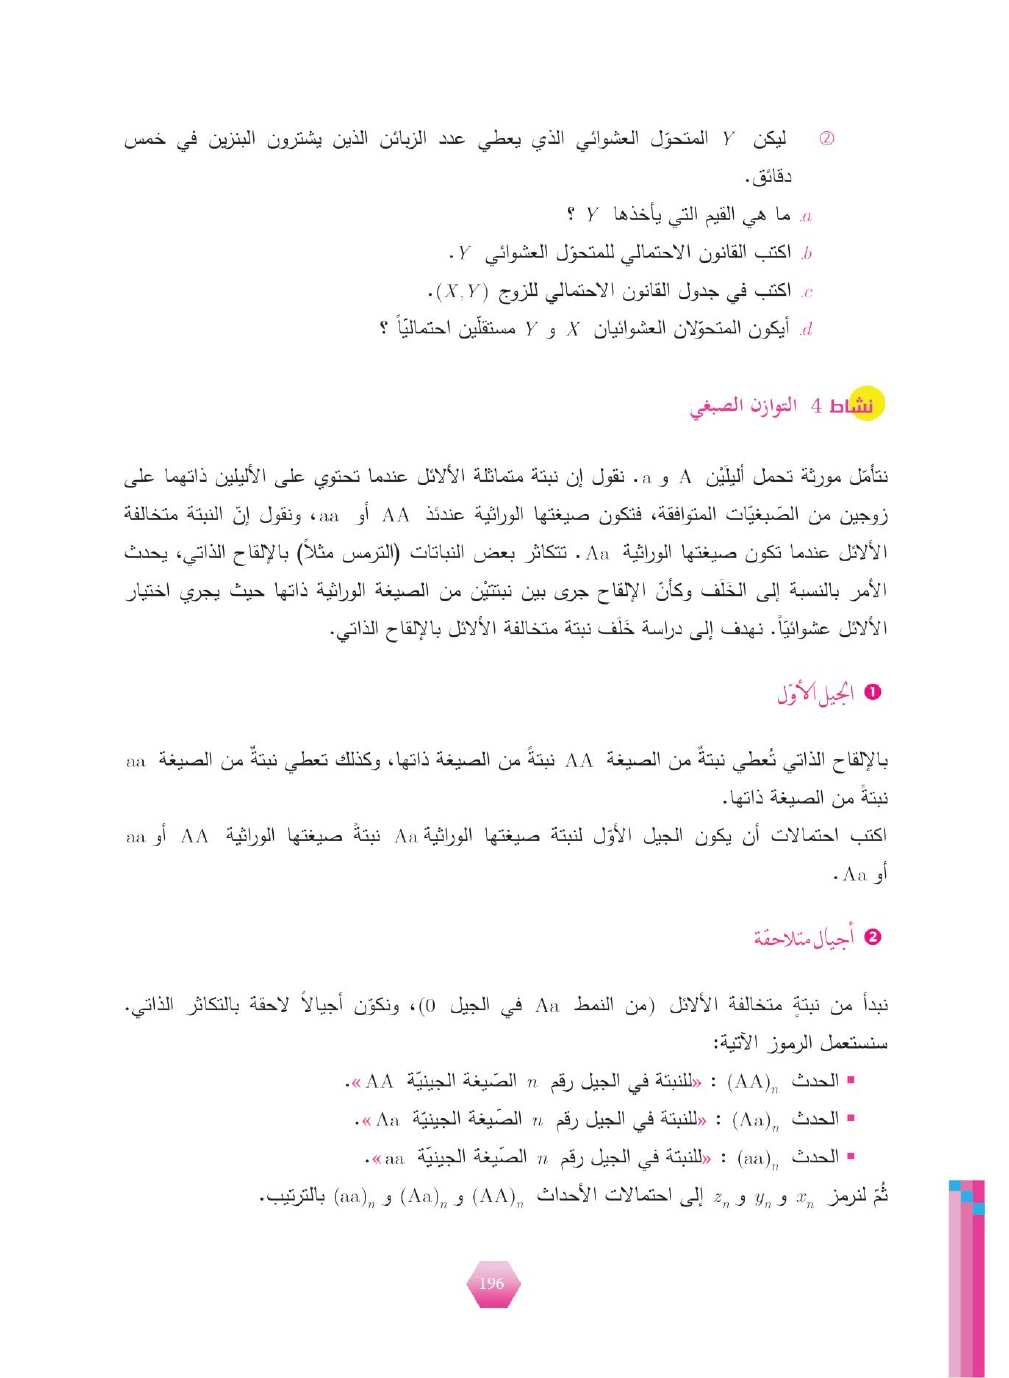 ② ليكن Y المتحوّل العشوائي الذي يعطي عدد الزبائن الذين يشترون البنزين في خمس
دقائق.
a. ما هي القيم التي يأخذها Y ؟
b. اكتب القانون الاحتمالي للمتحوّل العشوائي Y.
c. اكتب في جدول القانون الاحتمالي للزوج (X,Y).
d. أيكون المتحوّلان العشوائيان X و Y مستقلّين احتماليّاً ؟
نشاط 4 التوازن الصبغي
نتأمّل مورثة تحمل أليلَيْن A و a. نقول إن نبتة متماثلة الألائل عندما تحتوي على الأليلين ذاتهما على
زوجين من الصّبغيّات المتوافقة، فتكون صيغتها الوراثية عندئذ AA أو aa، ونقول إنّ النبتة متخالفة
الألائل عندما تكون صيغتها الوراثية Aa. تتكاثر بعض النباتات (الترمس مثلاً) بالإلقاح الذاتي، يحدث
الأمر بالنسبة إلى الخَلَف وكأنّ الإلقاح جرى بين نبتتيْن من الصيغة الوراثية ذاتها حيث يجري اختيار
الألائل عشوائيّاً. نهدف إلى دراسة خَلَف نبتة متخالفة الألائل بالإلقاح الذاتي.
❶ الجيل الأوّل
بالإلقاح الذاتي تُعطي نبتةٌ من الصيغة AA نبتةً من الصيغة ذاتها، وكذلك تعطي نبتةٌ من الصيغة aa
نبتةً من الصيغة ذاتها.
اكتب احتمالات أن يكون الجيل الأوّل لنبتة صيغتها الوراثية Aa نبتةً صيغتها الوراثية AA أو aa
أو Aa.
❷ أجيال متلاحقة
نبدأ من نبتةٍ متخالفة الألائل (من النمط Aa في الجيل 0)، ونكوّن أجيالاً لاحقة بالتكاثر الذاتي.
سنستعمل الرموز الآتية:
▪ الحدث (AA)ₙ : «للنبتة في الجيل رقم n الصّيغة الجينيّة AA».
▪ الحدث (Aa)ₙ : «للنبتة في الجيل رقم n الصّيغة الجينيّة Aa».
▪ الحدث (aa)ₙ : «للنبتة في الجيل رقم n الصّيغة الجينيّة aa».
ثُمّ لنرمز xₙ و yₙ و zₙ إلى احتمالات الأحداث (AA)ₙ و (Aa)ₙ و (aa)ₙ بالترتيب.
196